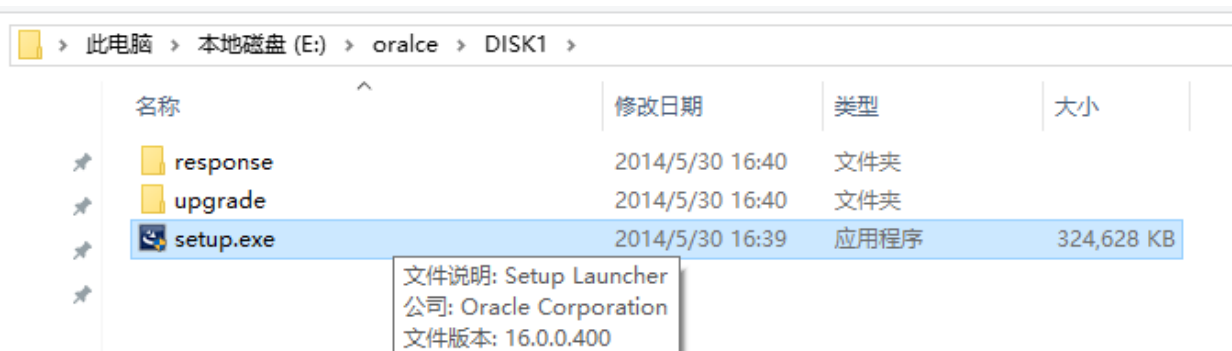 此电脑 > 本地磁盘 (E:) > oralce > DISK1 >
名称 修改日期 类型 大小
response 2014/5/30 16:40 文件夹
upgrade 2014/5/30 16:40 文件夹
setup.exe 2014/5/30 16:39 应用程序 324,628 KB
文件说明: Setup Launcher
公司: Oracle Corporation
文件版本: 16.0.0.400